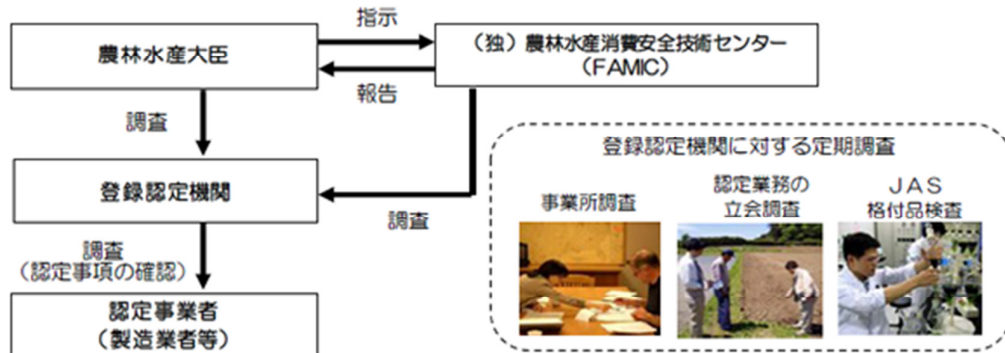 指示
農林水産大臣
(独)農林水産消費安全技術センター
(FAMIC)
報告
調査
登録認定機関に対する定期調査
登録認定機関
調査
事業所調査
認定業務の
立会調査
JAS
格付品検査
調査
(認定事項の確認)
認定事業者
(製造業者等)